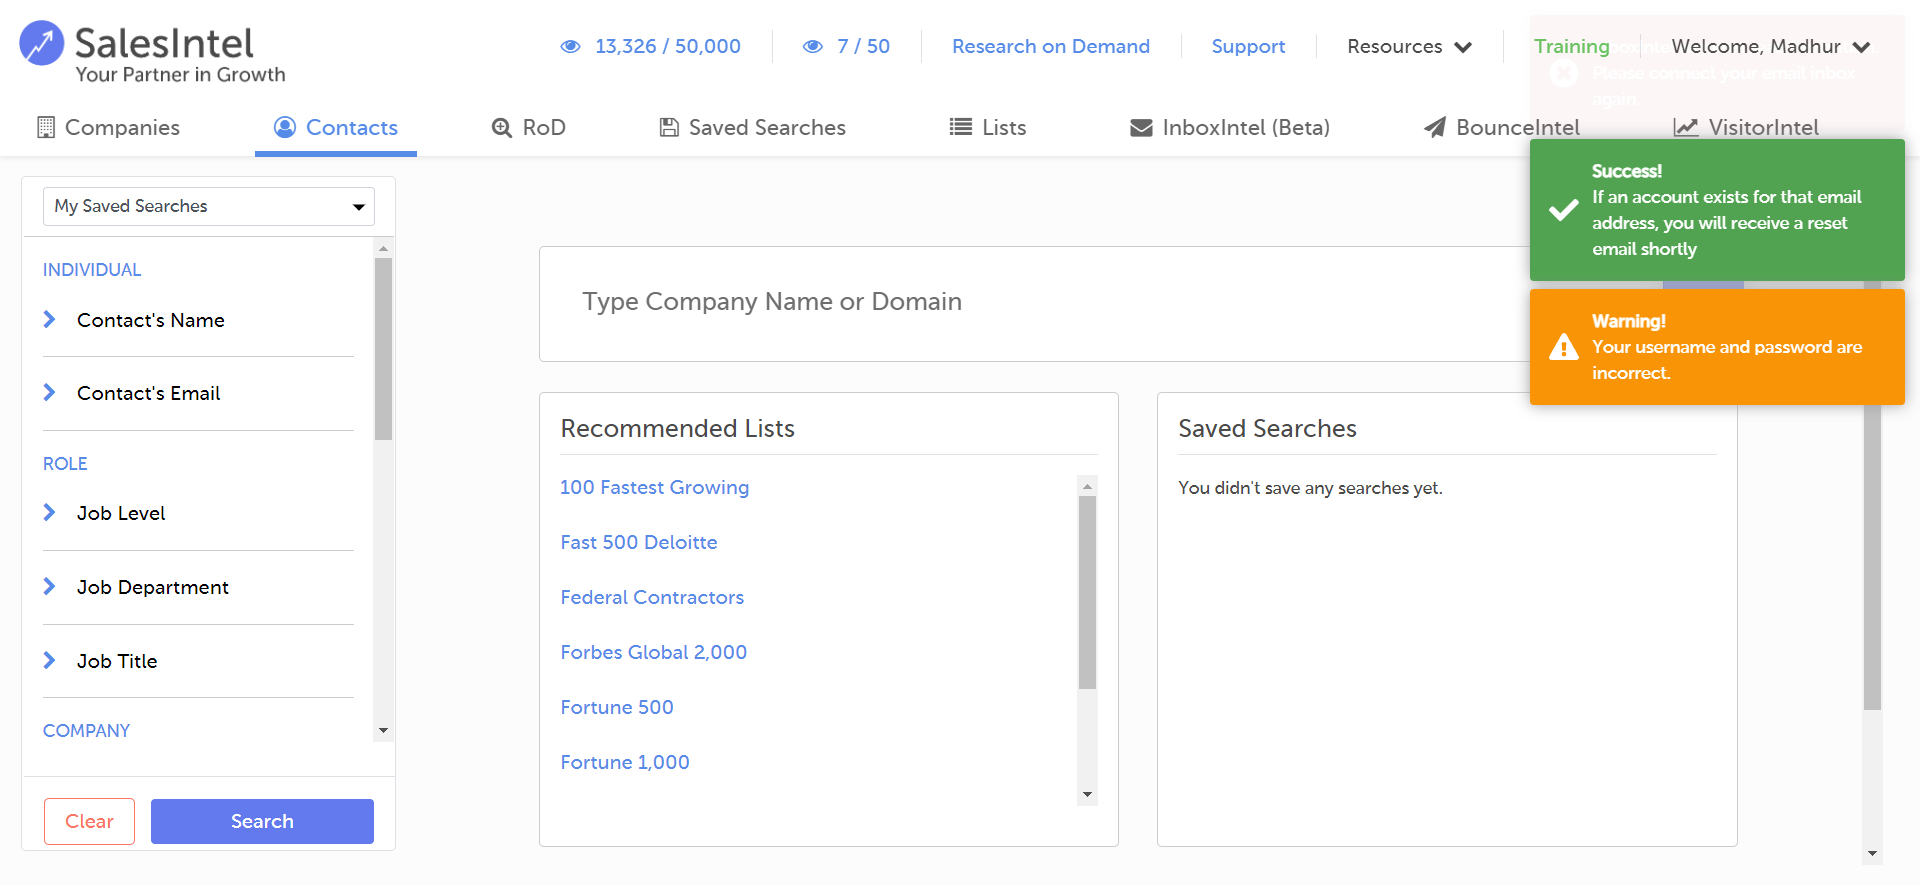 SalesIntel
Your Partner in Growth
13,326 / 50,000
7 / 50
Research on Demand
Support
Resources
Training
Welcome, Madhur
Please connect your email inbox
again.
Companies
Contacts
RoD
Saved Searches
Lists
InboxIntel (Beta)
BounceIntel
VisitorIntel
Success!
If an account exists for that email
address, you will receive a reset
email shortly
Warning!
Your username and password are
incorrect.
My Saved Searches
INDIVIDUAL
Contact's Name
Contact's Email
ROLE
Job Level
Job Department
Job Title
COMPANY
Clear
Search
Type Company Name or Domain
Recommended Lists
100 Fastest Growing
Fast 500 Deloitte
Federal Contractors
Forbes Global 2,000
Fortune 500
Fortune 1,000
Saved Searches
You didn't save any searches yet.